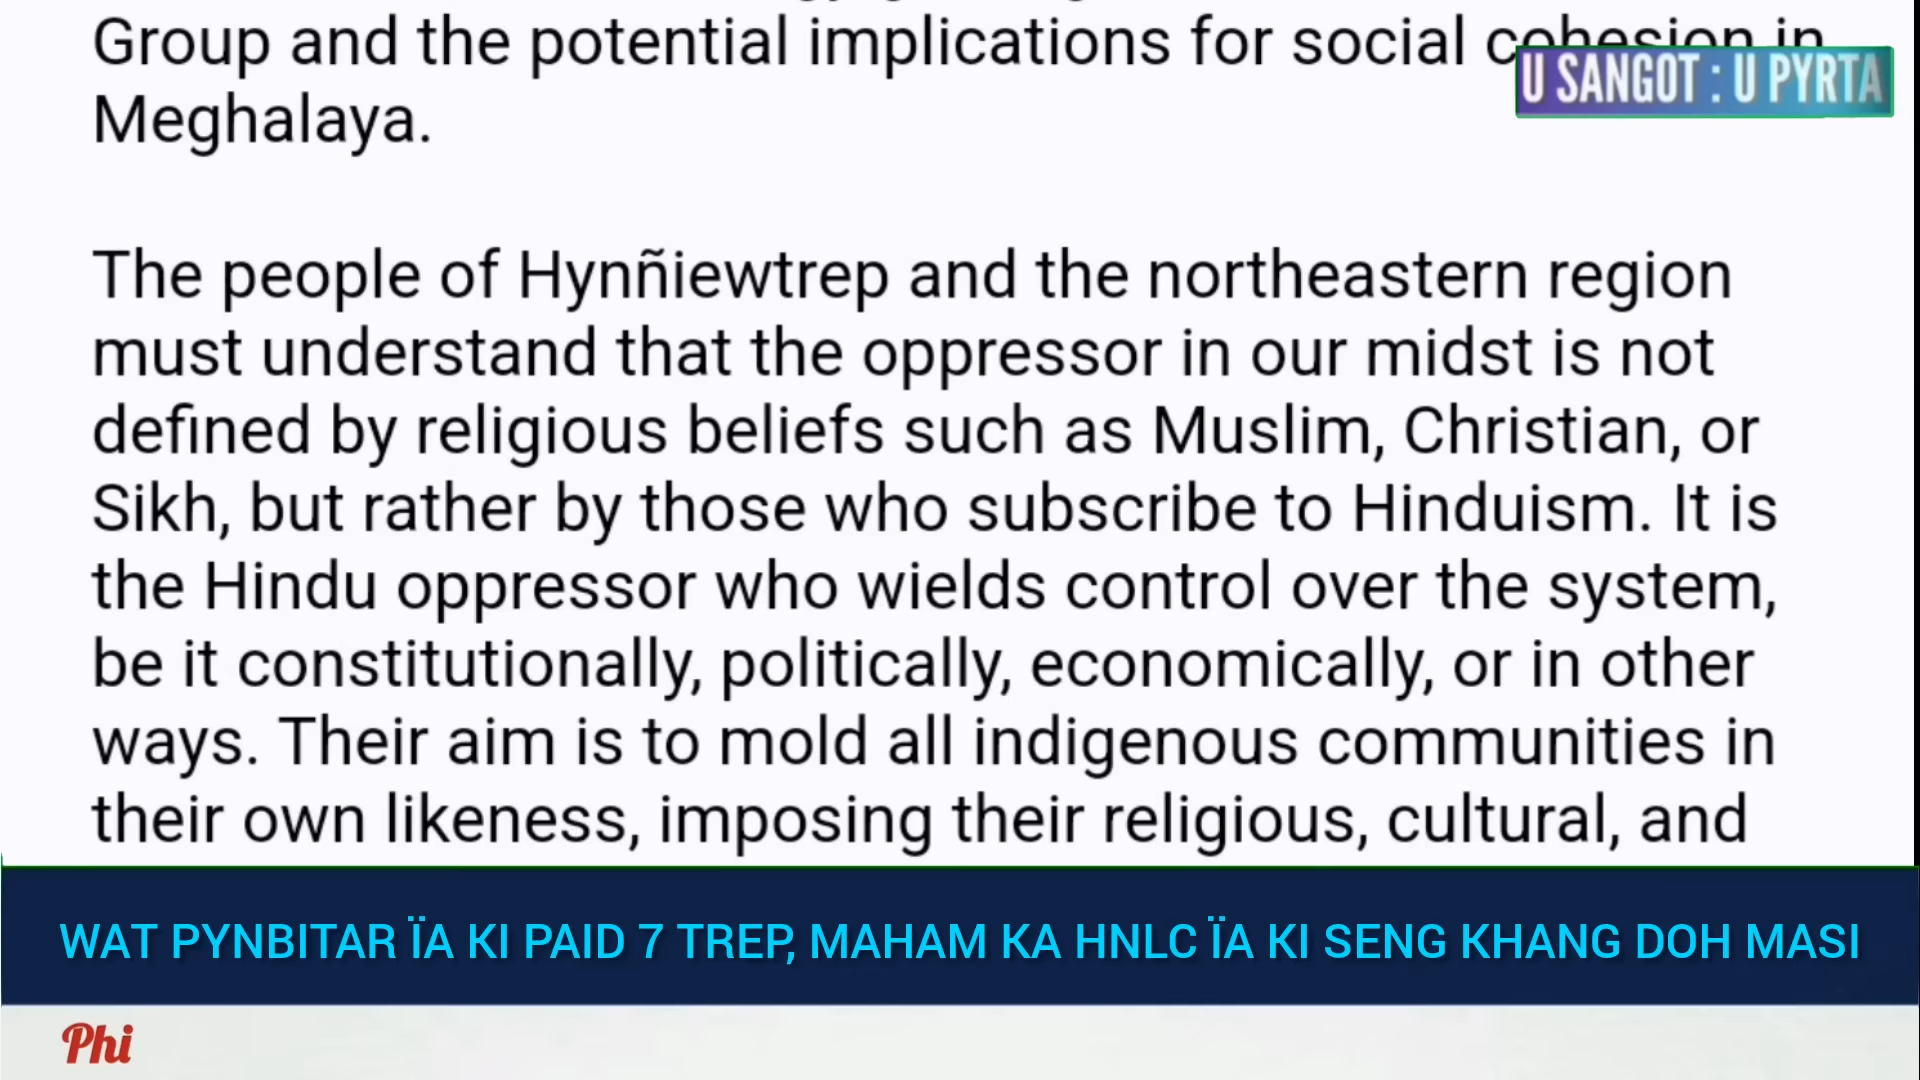 Group and the potential implications for social cohesion in
Meghalaya.
U SANGOT : U PYRTA
The people of Hynñiewtrep and the northeastern region
must understand that the oppressor in our midst is not
defined by religious beliefs such as Muslim, Christian, or
Sikh, but rather by those who subscribe to Hinduism. It is
the Hindu oppressor who wields control over the system,
be it constitutionally, politically, economically, or in other
ways. Their aim is to mold all indigenous communities in
their own likeness, imposing their religious, cultural, and
WAT PYNBITAR ÏA KI PAID 7 TREP, MAHAM KA HNLC ÏA KI SENG KHANG DOH MASI
Phi